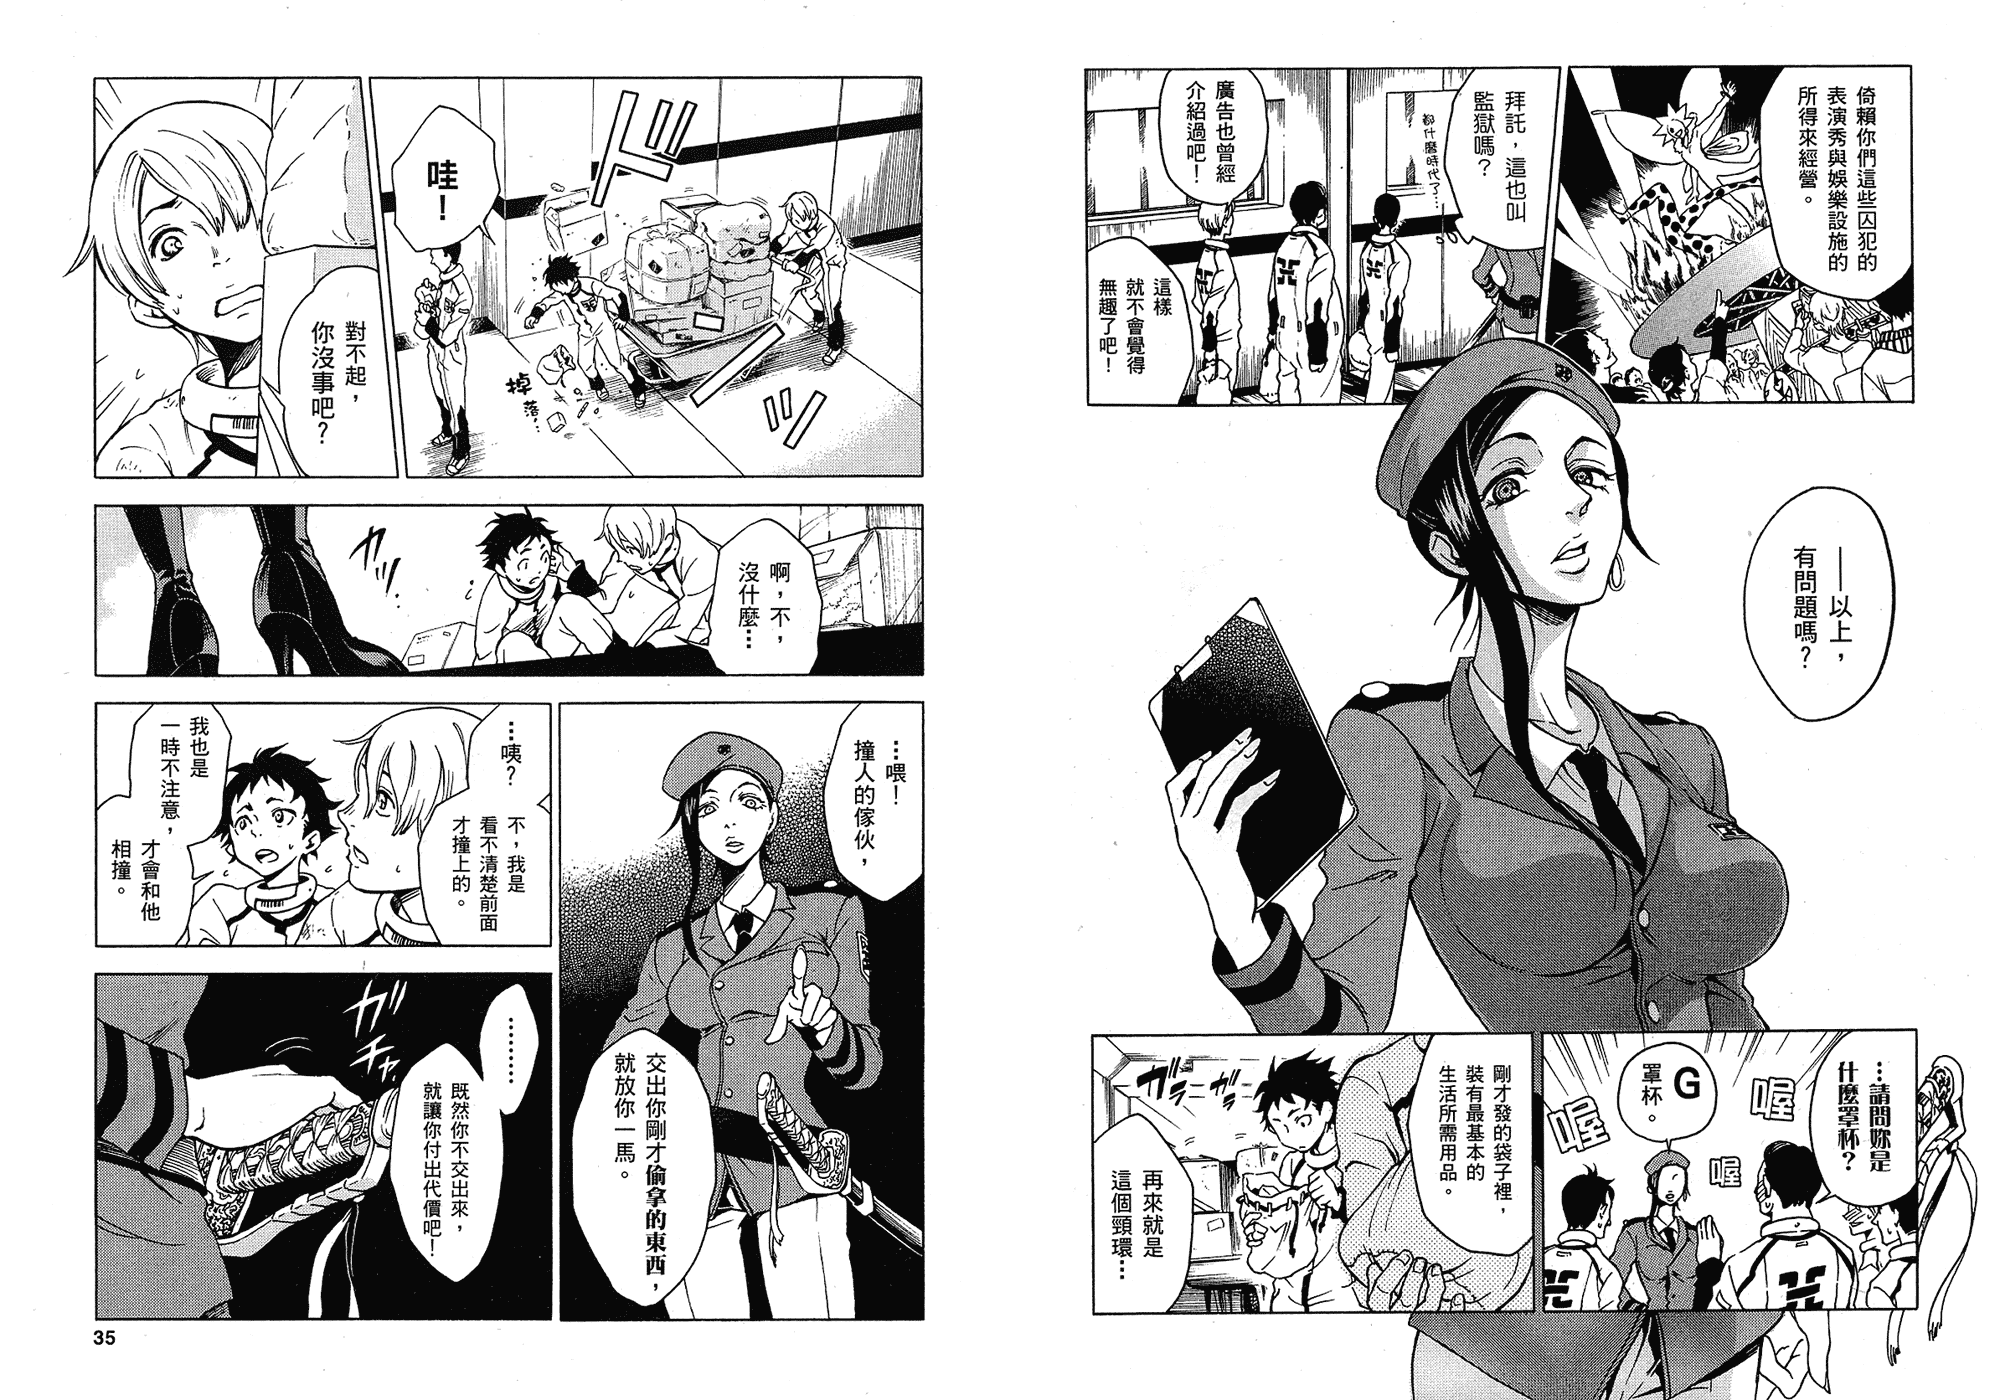 倚賴你們這些囚犯的
表演秀與娛樂設施的
所得來經營。
拜託，這也叫
監獄嗎？
都什麼時代了…
廣告也曾經
介紹過吧！
這樣
就不會覺得
無趣了吧！
——以上，
有問題嗎？
…請問妳是
什麼罩杯？
G
罩杯。
喔
喔
喔
剛才發的袋子裡，
裝有最基本的
生活所需用品。
再來就是
這個頸環…
ドン
哇！
掉
落…
對不起，
你沒事吧？
啊，不，
沒什麼…
カッ
…喂！
撞人的傢伙，
交出你剛才偷拿的東西，
就放你一馬。
…咦？
不，我是
看不清楚前面
才撞上的。
我也是
一時不注意，
才會和他
相撞。
………
既然你不交出來，
就讓你付出代價吧！
ガチャ
35